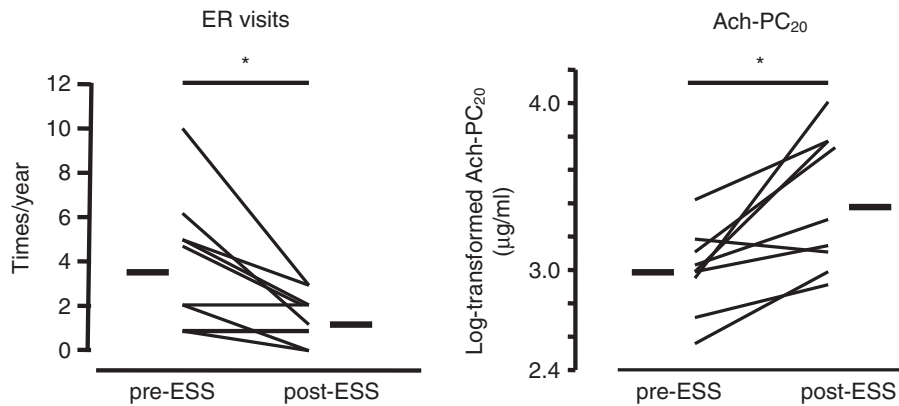 ER visits
*
12
10
8
6
4
2
0
Times/year
pre-ESS
post-ESS
Ach-PC20
*
4.0
3.0
2.4
Log-transformed Ach-PC20
(μg/ml)
pre-ESS
post-ESS